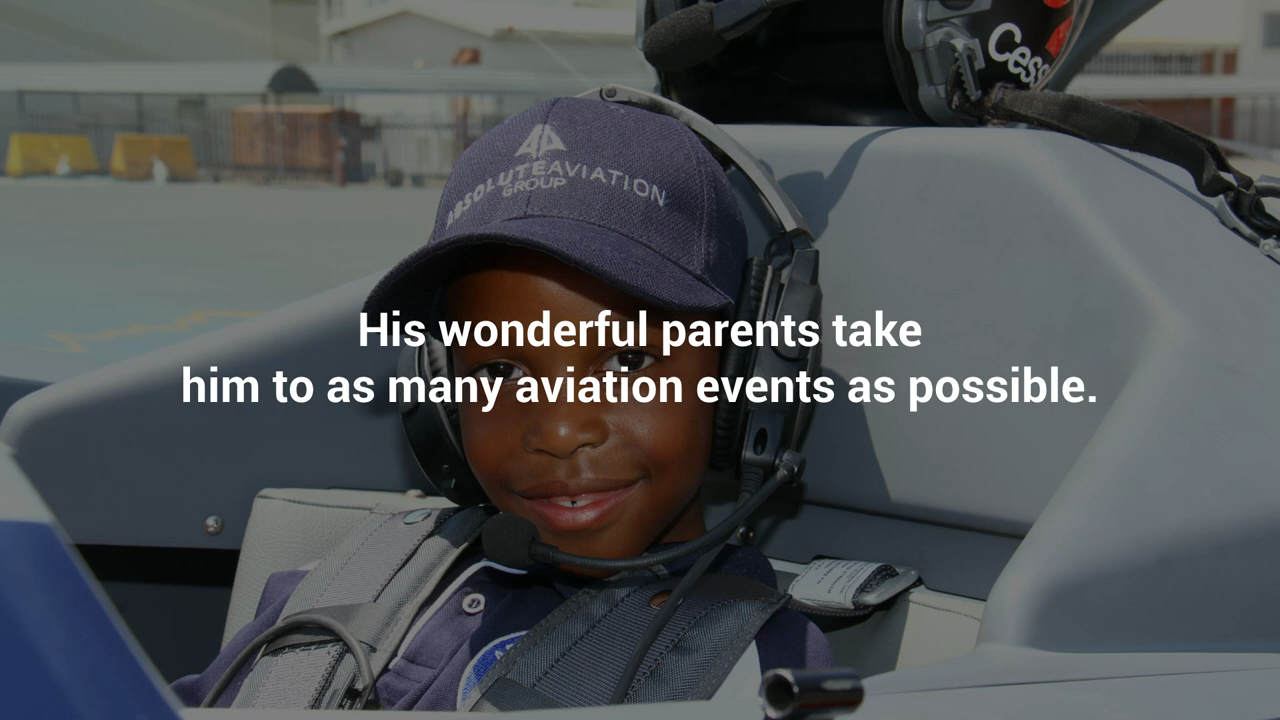 Cess
ABSOLUTEAVIATION
GROUP
His wonderful parents take
him to as many aviation events as possible.